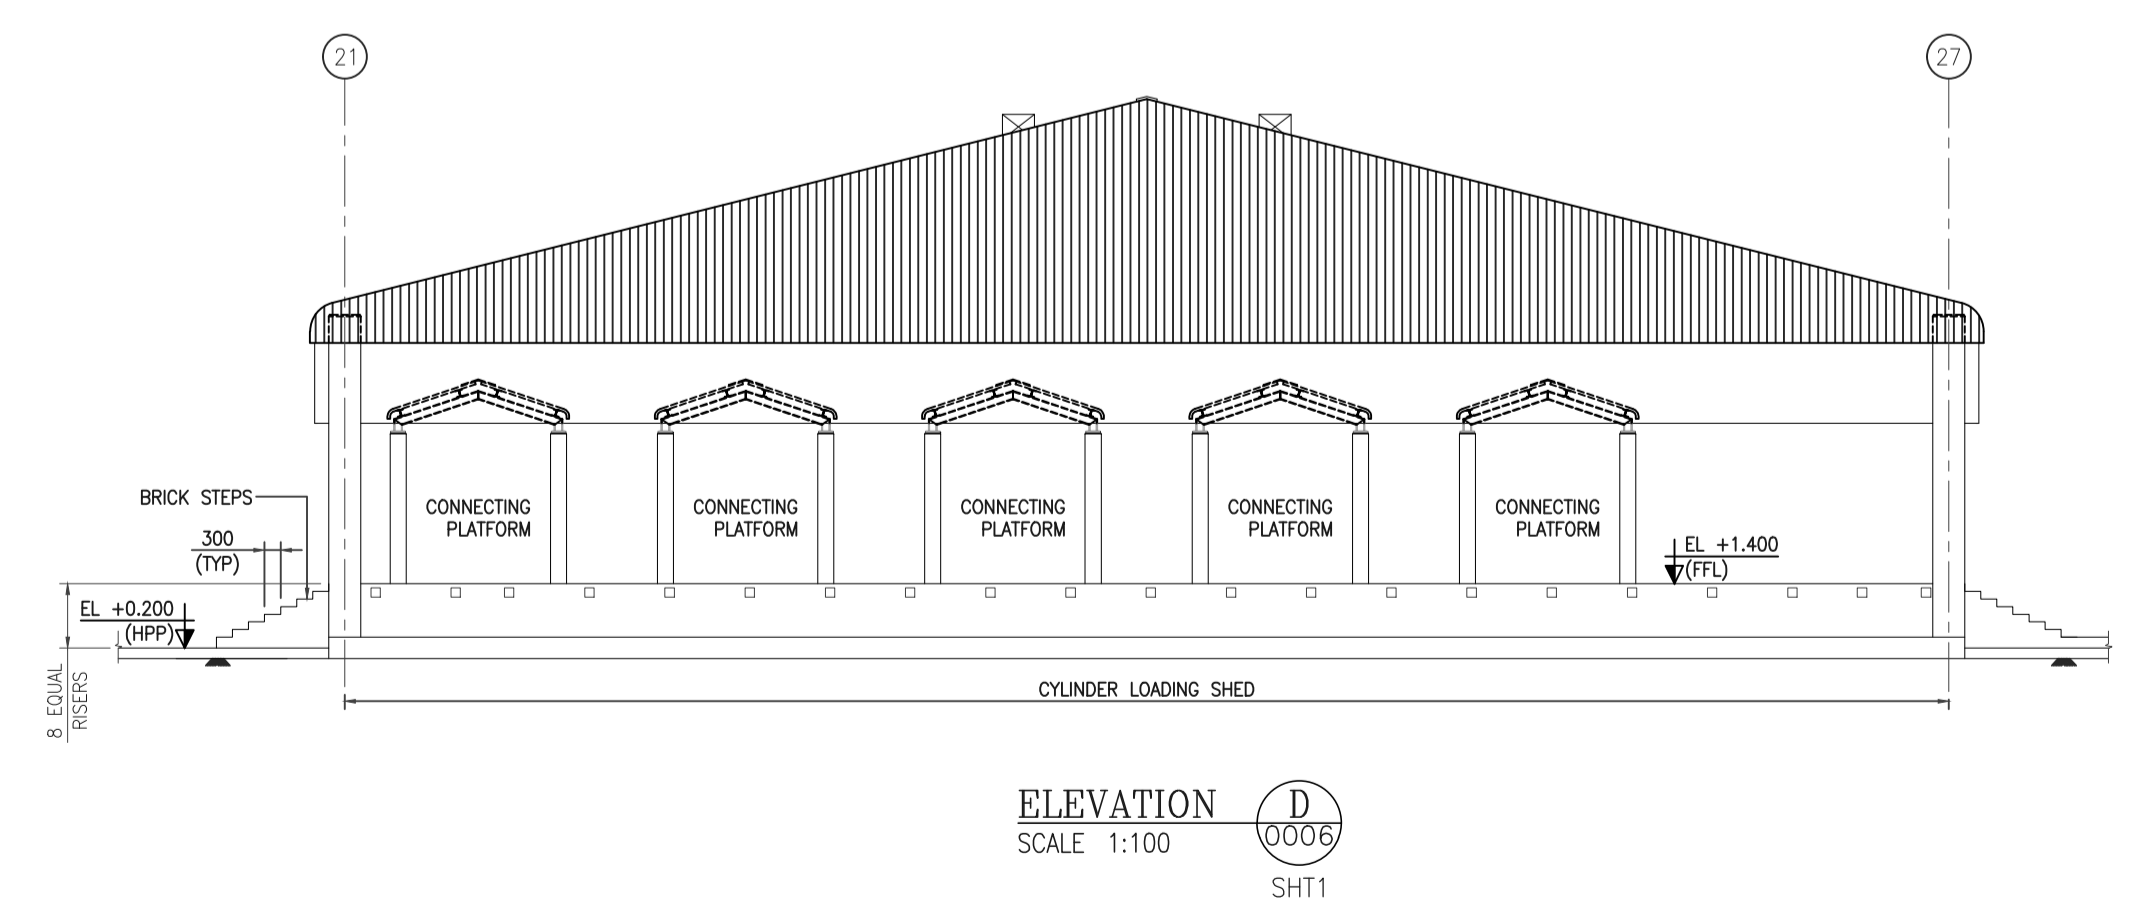 21
27
CONNECTING
PLATFORM
CONNECTING
PLATFORM
CONNECTING
PLATFORM
CONNECTING
PLATFORM
CONNECTING
PLATFORM
BRICK STEPS
300
(TYP)
EL +1.400
(FFL)
EL +0.200
(HPP)
8 EQUAL
RISERS
CYLINDER LOADING SHED
ELEVATION
SCALE 1:100
D
0006
SHT1